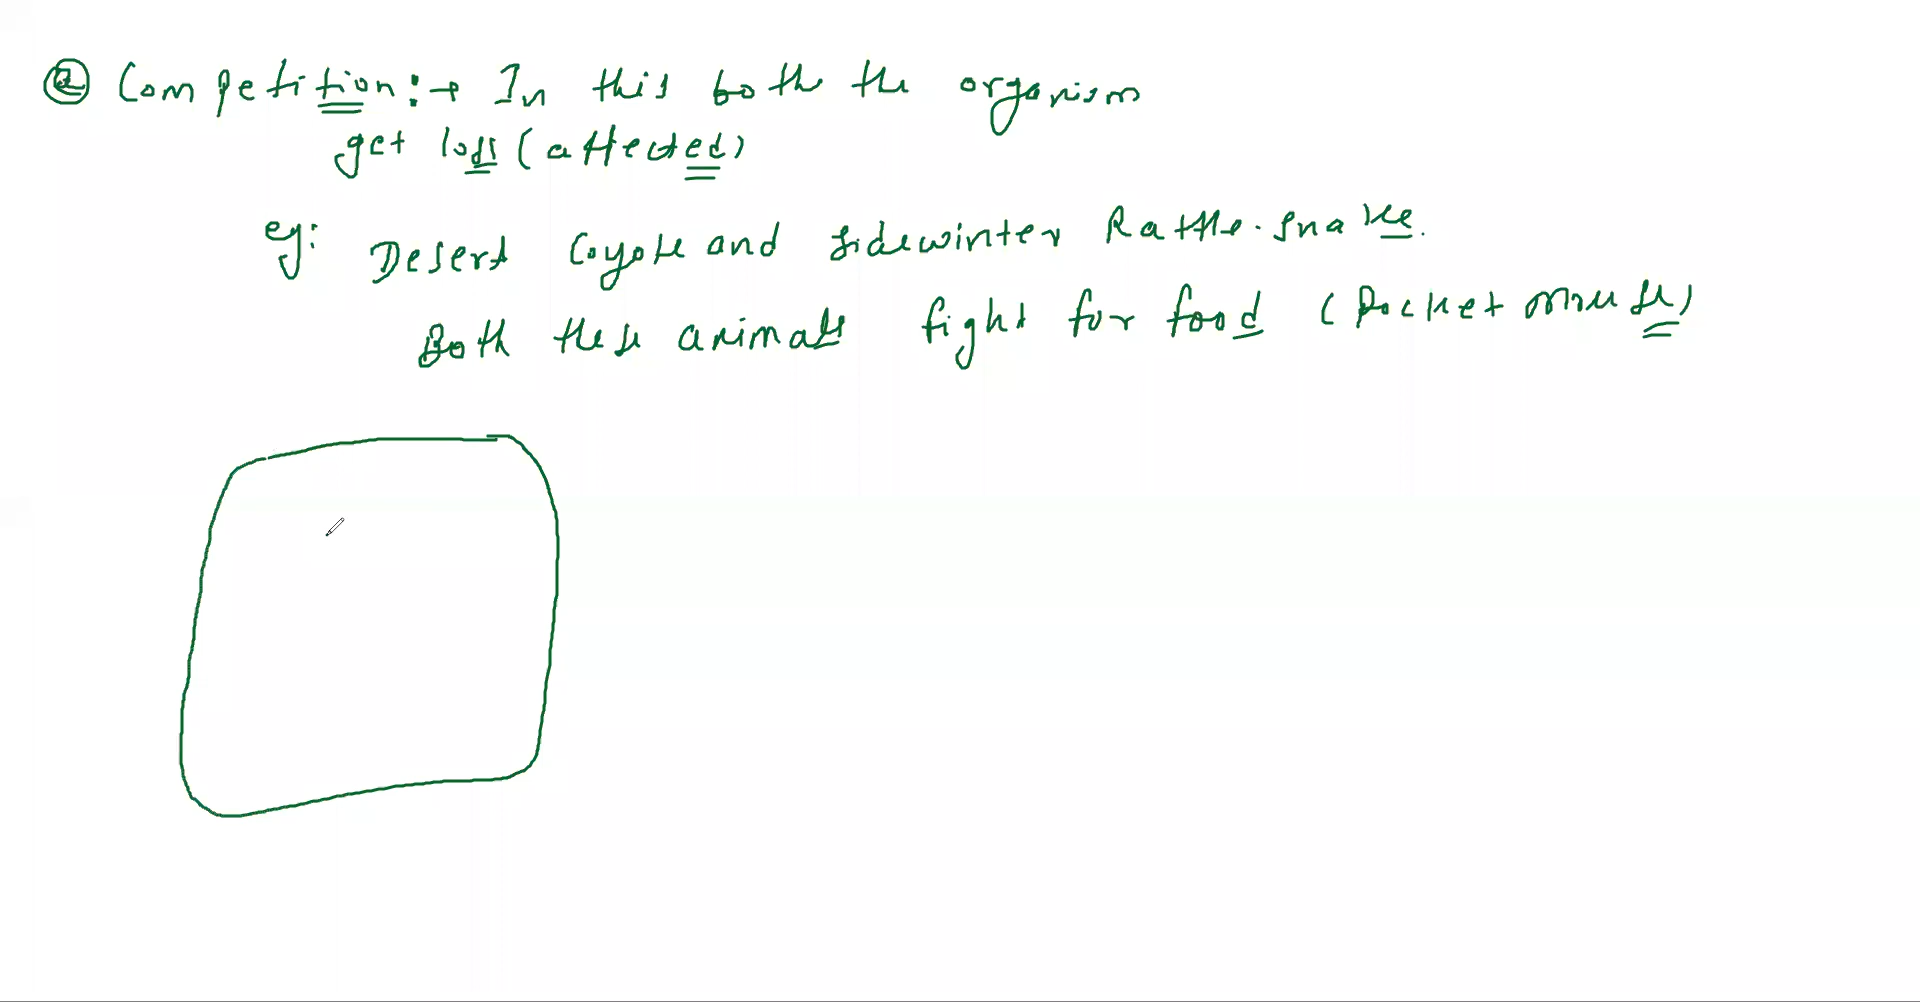 ② Competition :→ In this both the organism
get loss (affected)
eg: Desert Coyote and sidewinter Rattle-snake.
Both these animals fight for food (Pocket mouse)